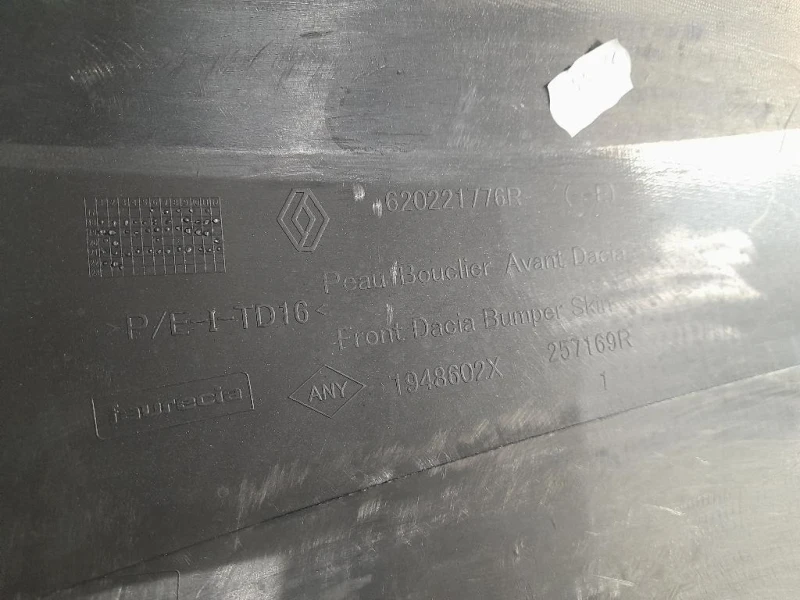 620221776R (--E)
Peau Bouclier Avant Dacia
>P/E-I-TD16<
Front Dacia Bumper Skin
faurecia
ANY
1948602X
257169R
1